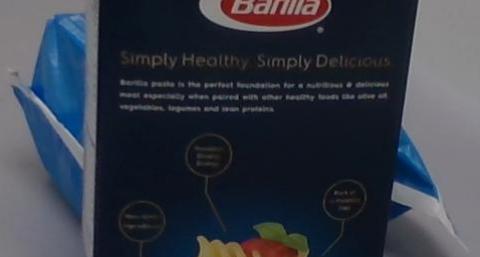 Barilla
®
Simply Healthy. Simply Delicious.
Barilla pasta is the perfect foundation for a nutritious & delicious
meal especially when paired with other healthy foods like olive oil,
vegetables, legumes and lean proteins.